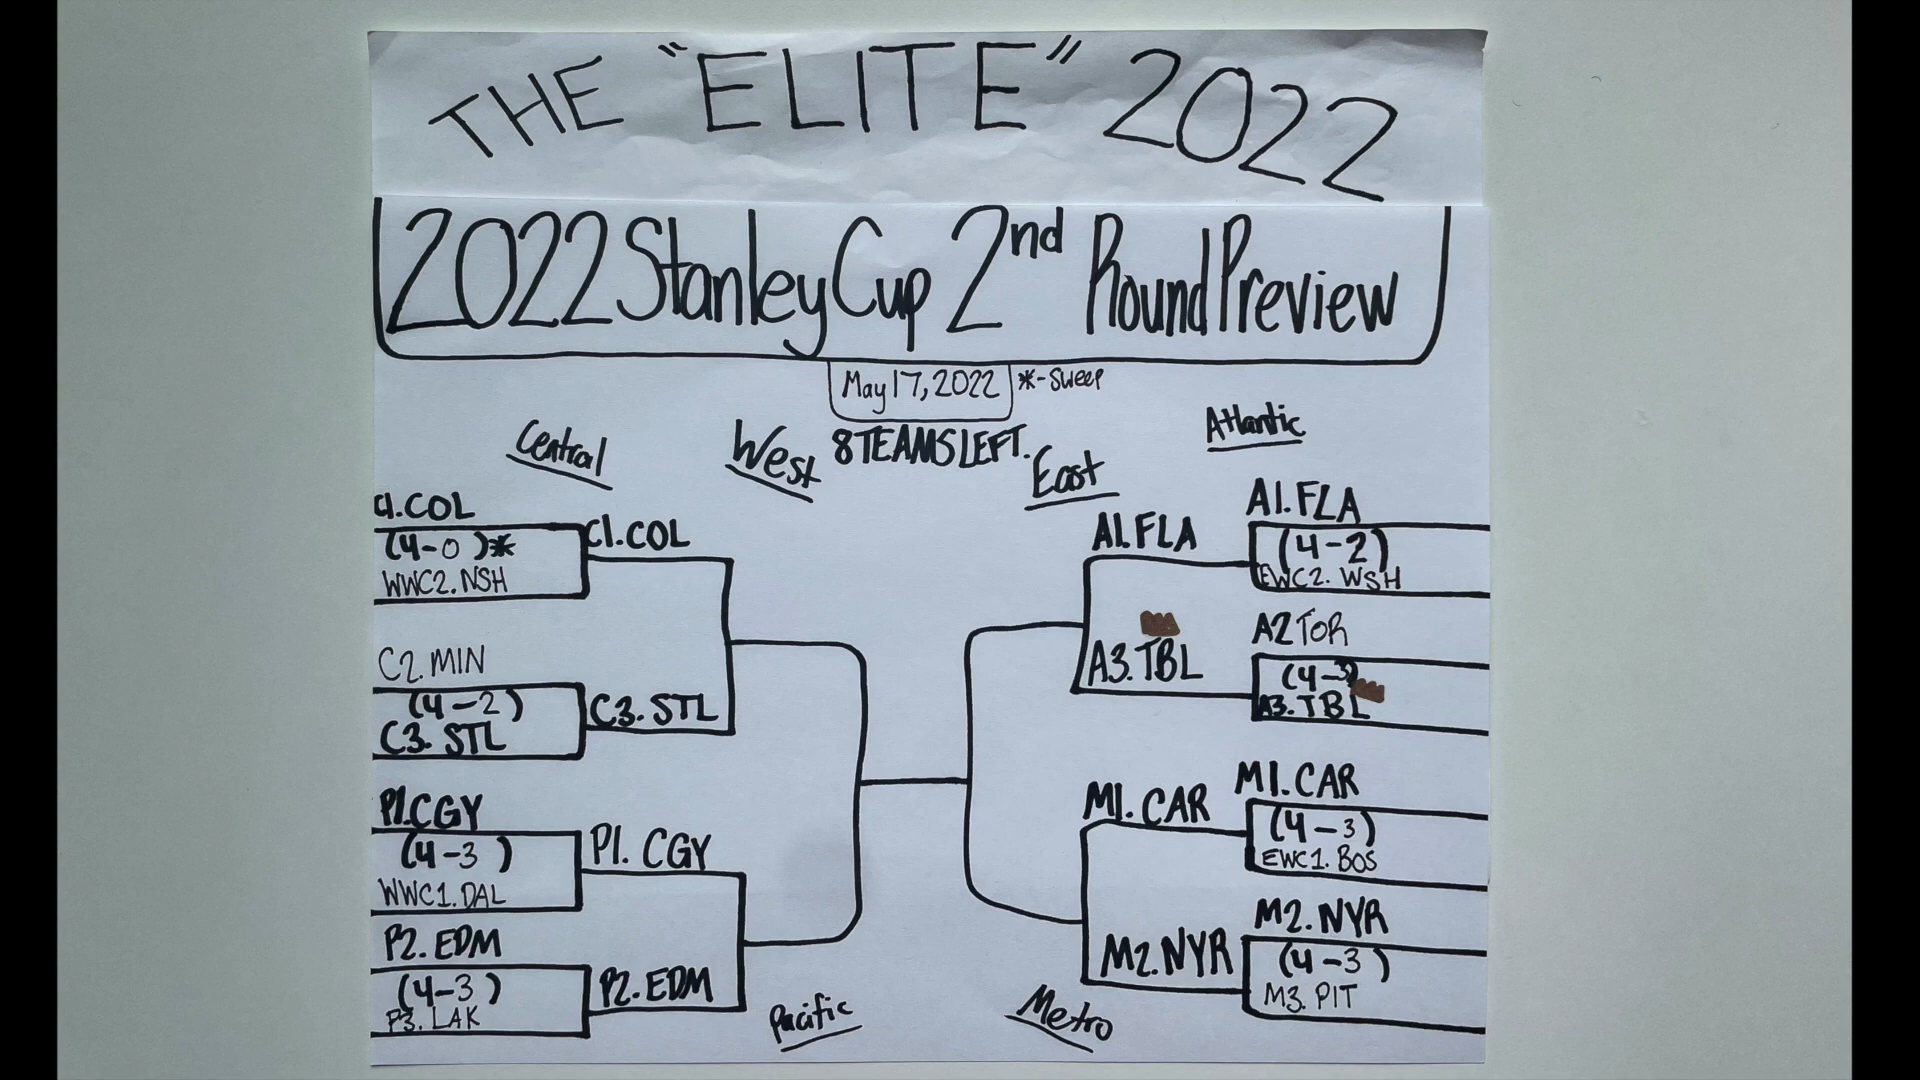 THE "ELITE" 2022
2022 Stanley Cup 2nd Round Preview
May 17, 2022 *-Sweep
8 TEAMS LEFT.
Central
West
East
Atlantic
C1.COL
(4-0)*
WWC2.NSH
C2.MIN
(4-2)
C3.STL
P1.CGY
(4-3)
WWC1.DAL
P2.EDM
(4-3)
P3.LAK
C1.COL
C3.STL
P1.CGY
P2.EDM
A1.FLA
A3.TBL
M1.CAR
M2.NYR
A1.FLA
(4-2)
EWC2.WSH
A2 TOR
(4-3)
A3.TBL
M1.CAR
(4-3)
EWC1.BOS
M2.NYR
(4-3)
M3.PIT
Pacific
Metro